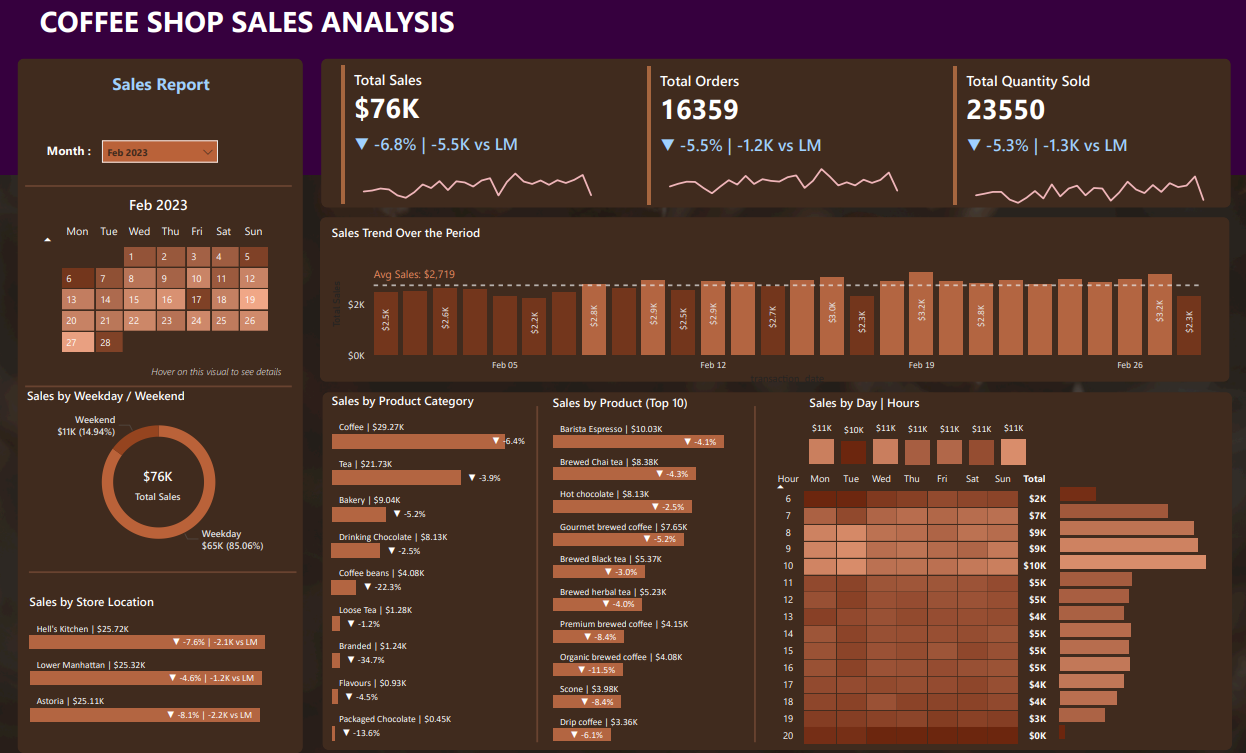 COFFEE SHOP SALES ANALYSIS
Sales Report
Month :
Feb 2023
Feb 2023
Mon Tue Wed Thu Fri Sat Sun
1 2 3 4 5
6 7 8 9 10 11 12
13 14 15 16 17 18 19
20 21 22 23 24 25 26
27 28
Hover on this visual to see details
Sales by Weekday / Weekend
Weekend
$11K (14.94%)
$76K
Total Sales
Weekday
$65K (85.06%)
Sales by Store Location
Hell's Kitchen | $25.72K
▼ -7.6% | -2.1K vs LM
Lower Manhattan | $25.32K
▼ -4.6% | -1.2K vs LM
Astoria | $25.11K
▼ -8.1% | -2.2K vs LM
Total Sales
$76K
▼ -6.8% | -5.5K vs LM
Total Orders
16359
▼ -5.5% | -1.2K vs LM
Total Quantity Sold
23550
▼ -5.3% | -1.3K vs LM
Sales Trend Over the Period
Avg Sales: $2,719
Total Sales
$2K
$0K
$2.5K $2.6K $2.2K $2.8K $2.9K $2.5K $2.9K $2.7K $3.0K $2.3K $3.2K $2.8K $3.2K $2.3K
Feb 05 Feb 12 Feb 19 Feb 26
transaction_date
Sales by Product Category
Coffee | $29.27K
▼ -6.4%
Tea | $21.73K
▼ -3.9%
Bakery | $9.04K
▼ -5.2%
Drinking Chocolate | $8.13K
▼ -2.5%
Coffee beans | $4.08K
▼ -22.3%
Loose Tea | $1.28K
▼ -1.2%
Branded | $1.24K
▼ -34.7%
Flavours | $0.93K
▼ -4.5%
Packaged Chocolate | $0.45K
▼ -13.6%
Sales by Product (Top 10)
Barista Espresso | $10.03K
▼ -4.1%
Brewed Chai tea | $8.38K
▼ -4.3%
Hot chocolate | $8.13K
▼ -2.5%
Gourmet brewed coffee | $7.65K
▼ -5.2%
Brewed Black tea | $5.37K
▼ -3.0%
Brewed herbal tea | $5.23K
▼ -4.0%
Premium brewed coffee | $4.15K
▼ -8.4%
Organic brewed coffee | $4.08K
▼ -11.5%
Scone | $3.98K
▼ -8.4%
Drip coffee | $3.36K
▼ -6.1%
Sales by Day | Hours
$11K $10K $11K $11K $11K $11K $11K
Hour Mon Tue Wed Thu Fri Sat Sun Total
6 $2K
7 $7K
8 $9K
9 $9K
10 $10K
11 $5K
12 $5K
13 $4K
14 $5K
15 $5K
16 $5K
17 $4K
18 $4K
19 $3K
20 $0K